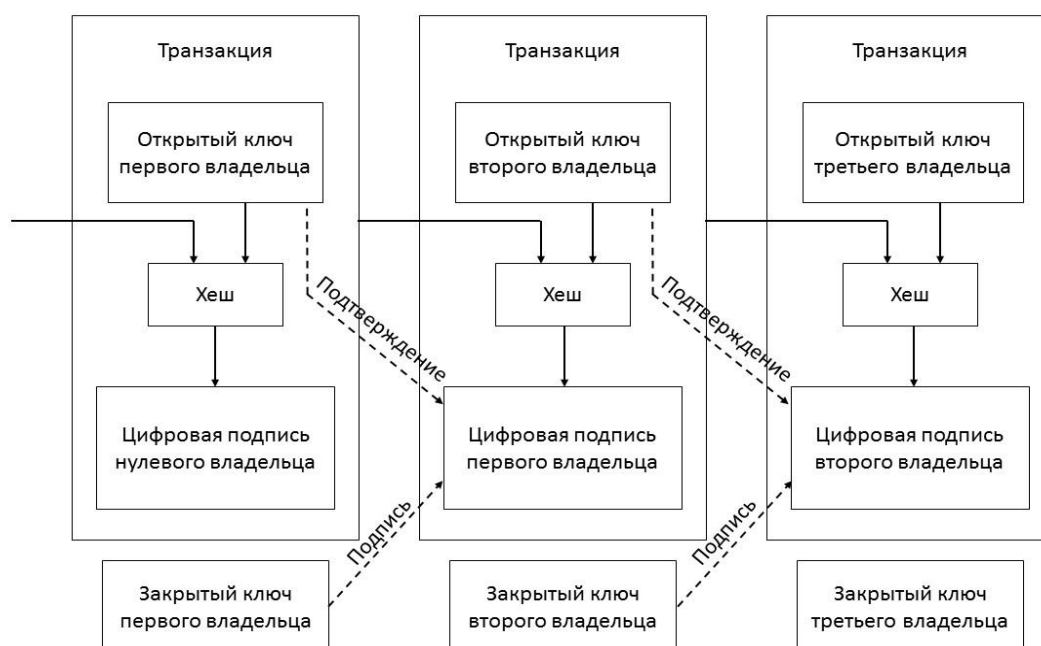 Транзакция
Транзакция
Транзакция
Открытый ключ
первого владельца
Открытый ключ
второго владельца
Открытый ключ
третьего владельца
Хеш
Хеш
Хеш
Подтверждение
Подтверждение
Цифровая подпись
нулевого владельца
Цифровая подпись
первого владельца
Цифровая подпись
второго владельца
Подпись
Подпись
Закрытый ключ
первого владельца
Закрытый ключ
второго владельца
Закрытый ключ
третьего владельца